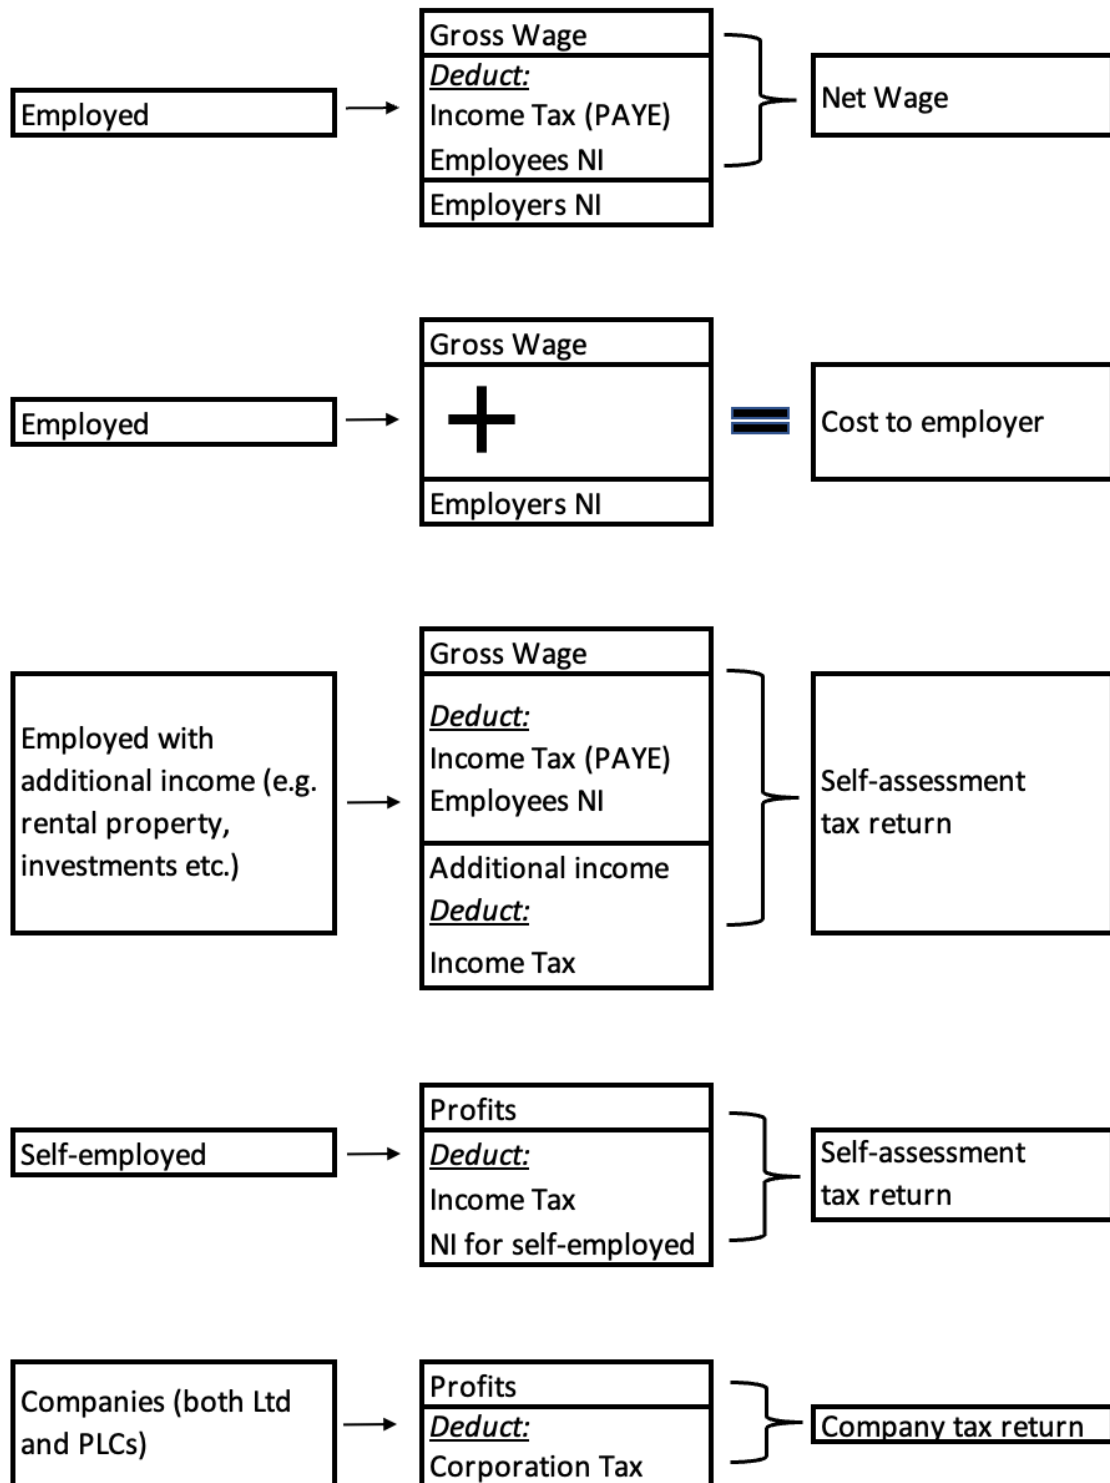 Gross Wage
Deduct:
Employed
Income Tax (PAYE)
Employees NI
Employers NI
Net Wage
Employed
Gross Wage
Employers NI
Cost to employer
Employed with
additional income (e.g.
rental property,
investments etc.)
Gross Wage
Deduct:
Income Tax (PAYE)
Employees NI
Additional income
Deduct:
Income Tax
Self-assessment
tax return
Self-employed
Profits
Deduct:
Income Tax
NI for self-employed
Self-assessment
tax return
Companies (both Ltd
and PLCs)
Profits
Deduct:
Corporation Tax
Company tax return